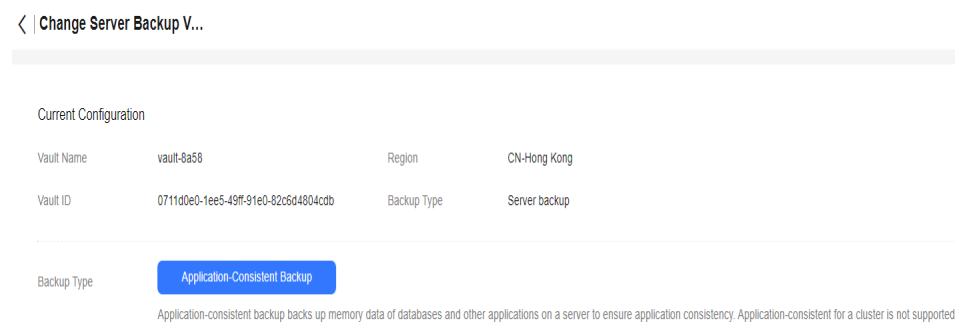 Change Server Backup V...
Current Configuration
Vault Name vault-8a58 Region CN-Hong Kong
Vault ID 0711d0e0-1ee5-49ff-91e0-82c6d4804cdb Backup Type Server backup
Backup Type Application-Consistent Backup
Application-consistent backup backs up memory data of databases and other applications on a server to ensure application consistency. Application-consistent for a cluster is not supported